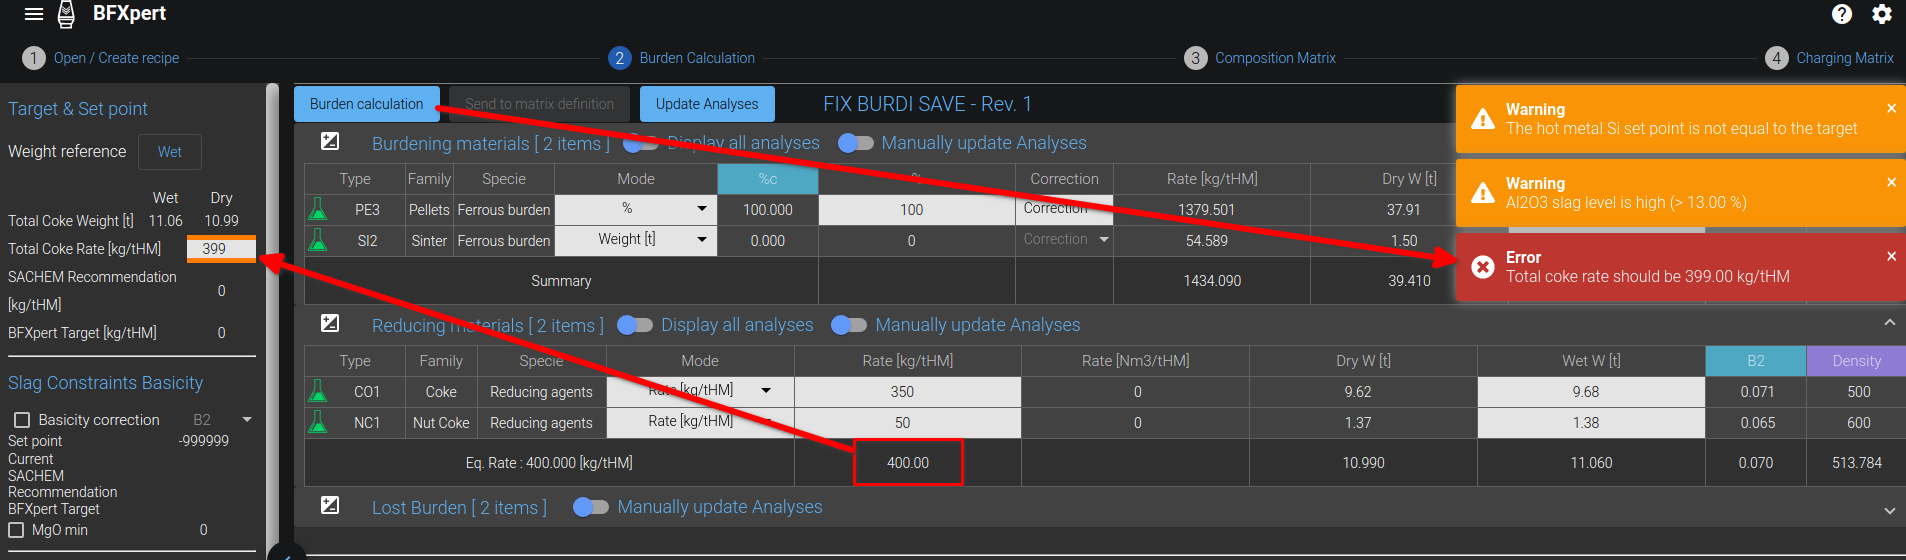 BFXpert
1 Open / Create recipe
2 Burden Calculation
3 Composition Matrix
4 Charging Matrix
Target & Set point
Weight reference Wet
Wet Dry
Total Coke Weight [t] 11.06 10.99
Total Coke Rate [kg/tHM] 399
SACHEM Recommendation
[kg/tHM] 0
BFXpert Target [kg/tHM] 0
Slag Constraints Basicity
Basicity correction B2
Set point -999999
Current
SACHEM
Recommendation
BFXpert Target
MgO min 0
Burden calculation Send to matrix definition Update Analyses FIX BURDI SAVE - Rev. 1
Burdening materials [ 2 items ] Display all analyses Manually update Analyses
Type Family Specie Mode %c % Correction Rate [kg/tHM] Dry W [t]
PE3 Pellets Ferrous burden % 100.000 100 Correction 1379.501 37.91
SI2 Sinter Ferrous burden Weight [t] 0.000 0 Correction 54.589 1.50
Summary 1434.090 39.410
Warning
The hot metal Si set point is not equal to the target
Warning
Al2O3 slag level is high (> 13.00 %)
Error
Total coke rate should be 399.00 kg/tHM
Reducing materials [ 2 items ] Display all analyses Manually update Analyses
Type Family Specie Mode Rate [kg/tHM] Rate [Nm3/tHM] Dry W [t] Wet W [t] B2 Density
CO1 Coke Reducing agents Rate [kg/tHM] 350 0 9.62 9.68 0.071 500
NC1 Nut Coke Reducing agents Rate [kg/tHM] 50 0 1.37 1.38 0.065 600
Eq. Rate : 400.000 [kg/tHM] 400.00 10.990 11.060 0.070 513.784
Lost Burden [ 2 items ] Manually update Analyses